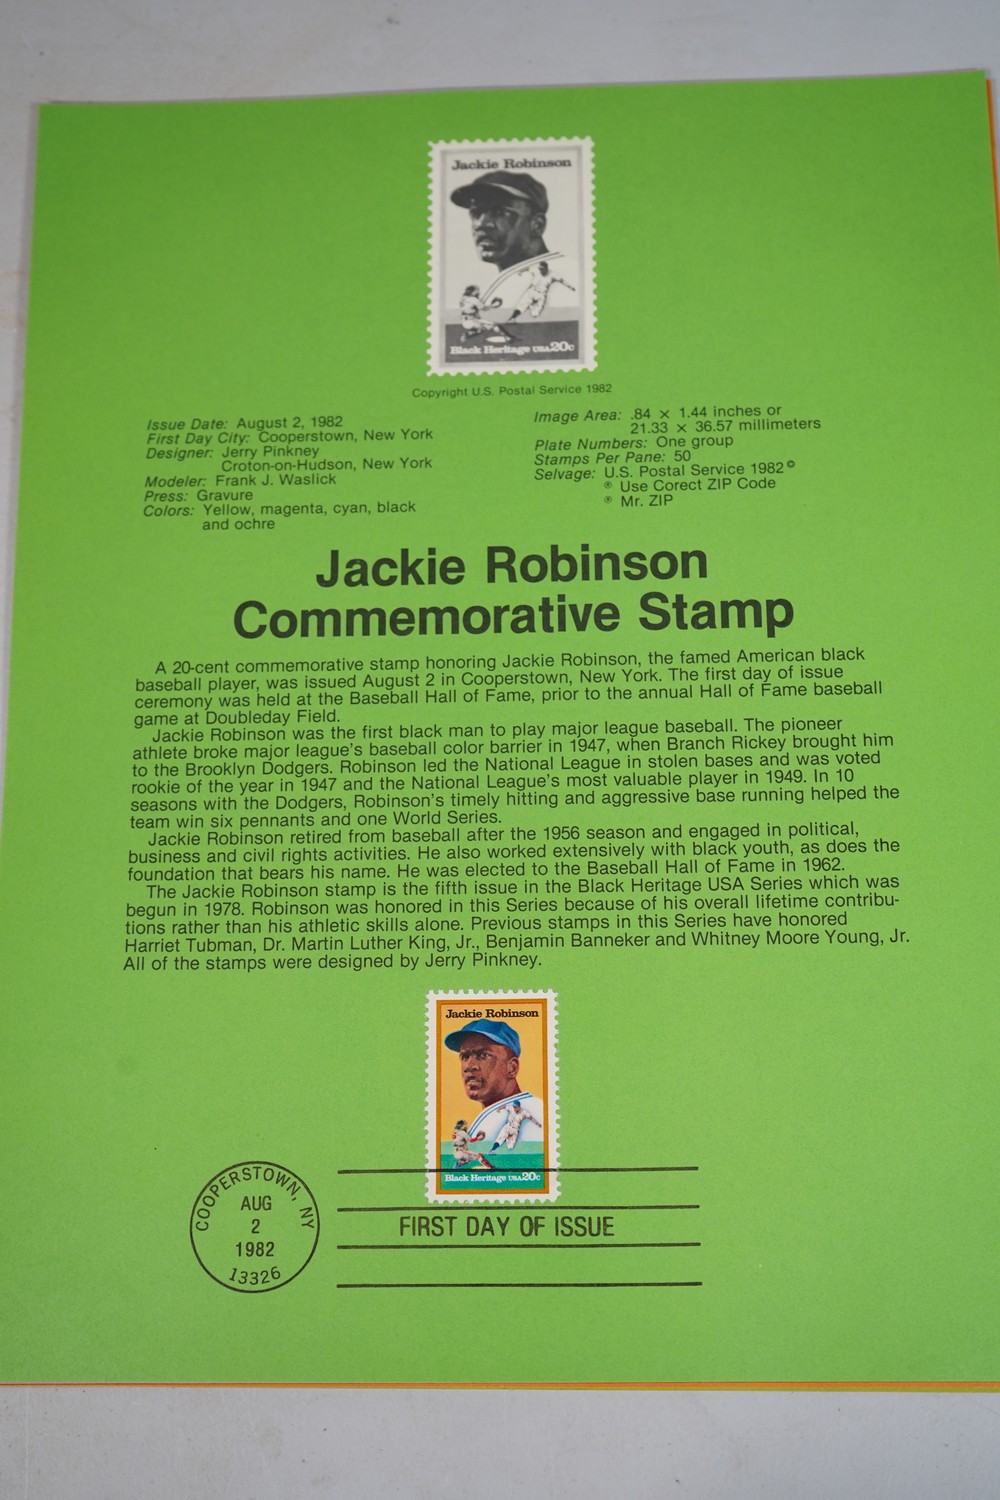 Jackie Robinson
Black Heritage USA 20c
Copyright U.S. Postal Service 1982
Issue Date: August 2, 1982
First Day City: Cooperstown, New York
Designer: Jerry Pinkney
Croton-on-Hudson, New York
Modeler: Frank J. Waslick
Press: Gravure
Colors: Yellow, magenta, cyan, black
and ochre
Image Area: .84 × 1.44 inches or
21.33 × 36.57 millimeters
Plate Numbers: One group
Stamps Per Pane: 50
Selvage: U.S. Postal Service 1982©
® Use Corect ZIP Code
® Mr. ZIP
Jackie Robinson
Commemorative Stamp
A 20-cent commemorative stamp honoring Jackie Robinson, the famed American black
baseball player, was issued August 2 in Cooperstown, New York. The first day of issue
ceremony was held at the Baseball Hall of Fame, prior to the annual Hall of Fame baseball
game at Doubleday Field.
Jackie Robinson was the first black man to play major league baseball. The pioneer
athlete broke major league's baseball color barrier in 1947, when Branch Rickey brought him
to the Brooklyn Dodgers. Robinson led the National League in stolen bases and was voted
rookie of the year in 1947 and the National League's most valuable player in 1949. In 10
seasons with the Dodgers, Robinson's timely hitting and aggressive base running helped the
team win six pennants and one World Series.
Jackie Robinson retired from baseball after the 1956 season and engaged in political,
business and civil rights activities. He also worked extensively with black youth, as does the
foundation that bears his name. He was elected to the Baseball Hall of Fame in 1962.
The Jackie Robinson stamp is the fifth issue in the Black Heritage USA Series which was
begun in 1978. Robinson was honored in this Series because of his overall lifetime contribu-
tions rather than his athletic skills alone. Previous stamps in this Series have honored
Harriet Tubman, Dr. Martin Luther King, Jr., Benjamin Banneker and Whitney Moore Young, Jr.
All of the stamps were designed by Jerry Pinkney.
Jackie Robinson
Black Heritage USA 20c
COOPERSTOWN, NY
AUG
2
1982
13326
FIRST DAY OF ISSUE